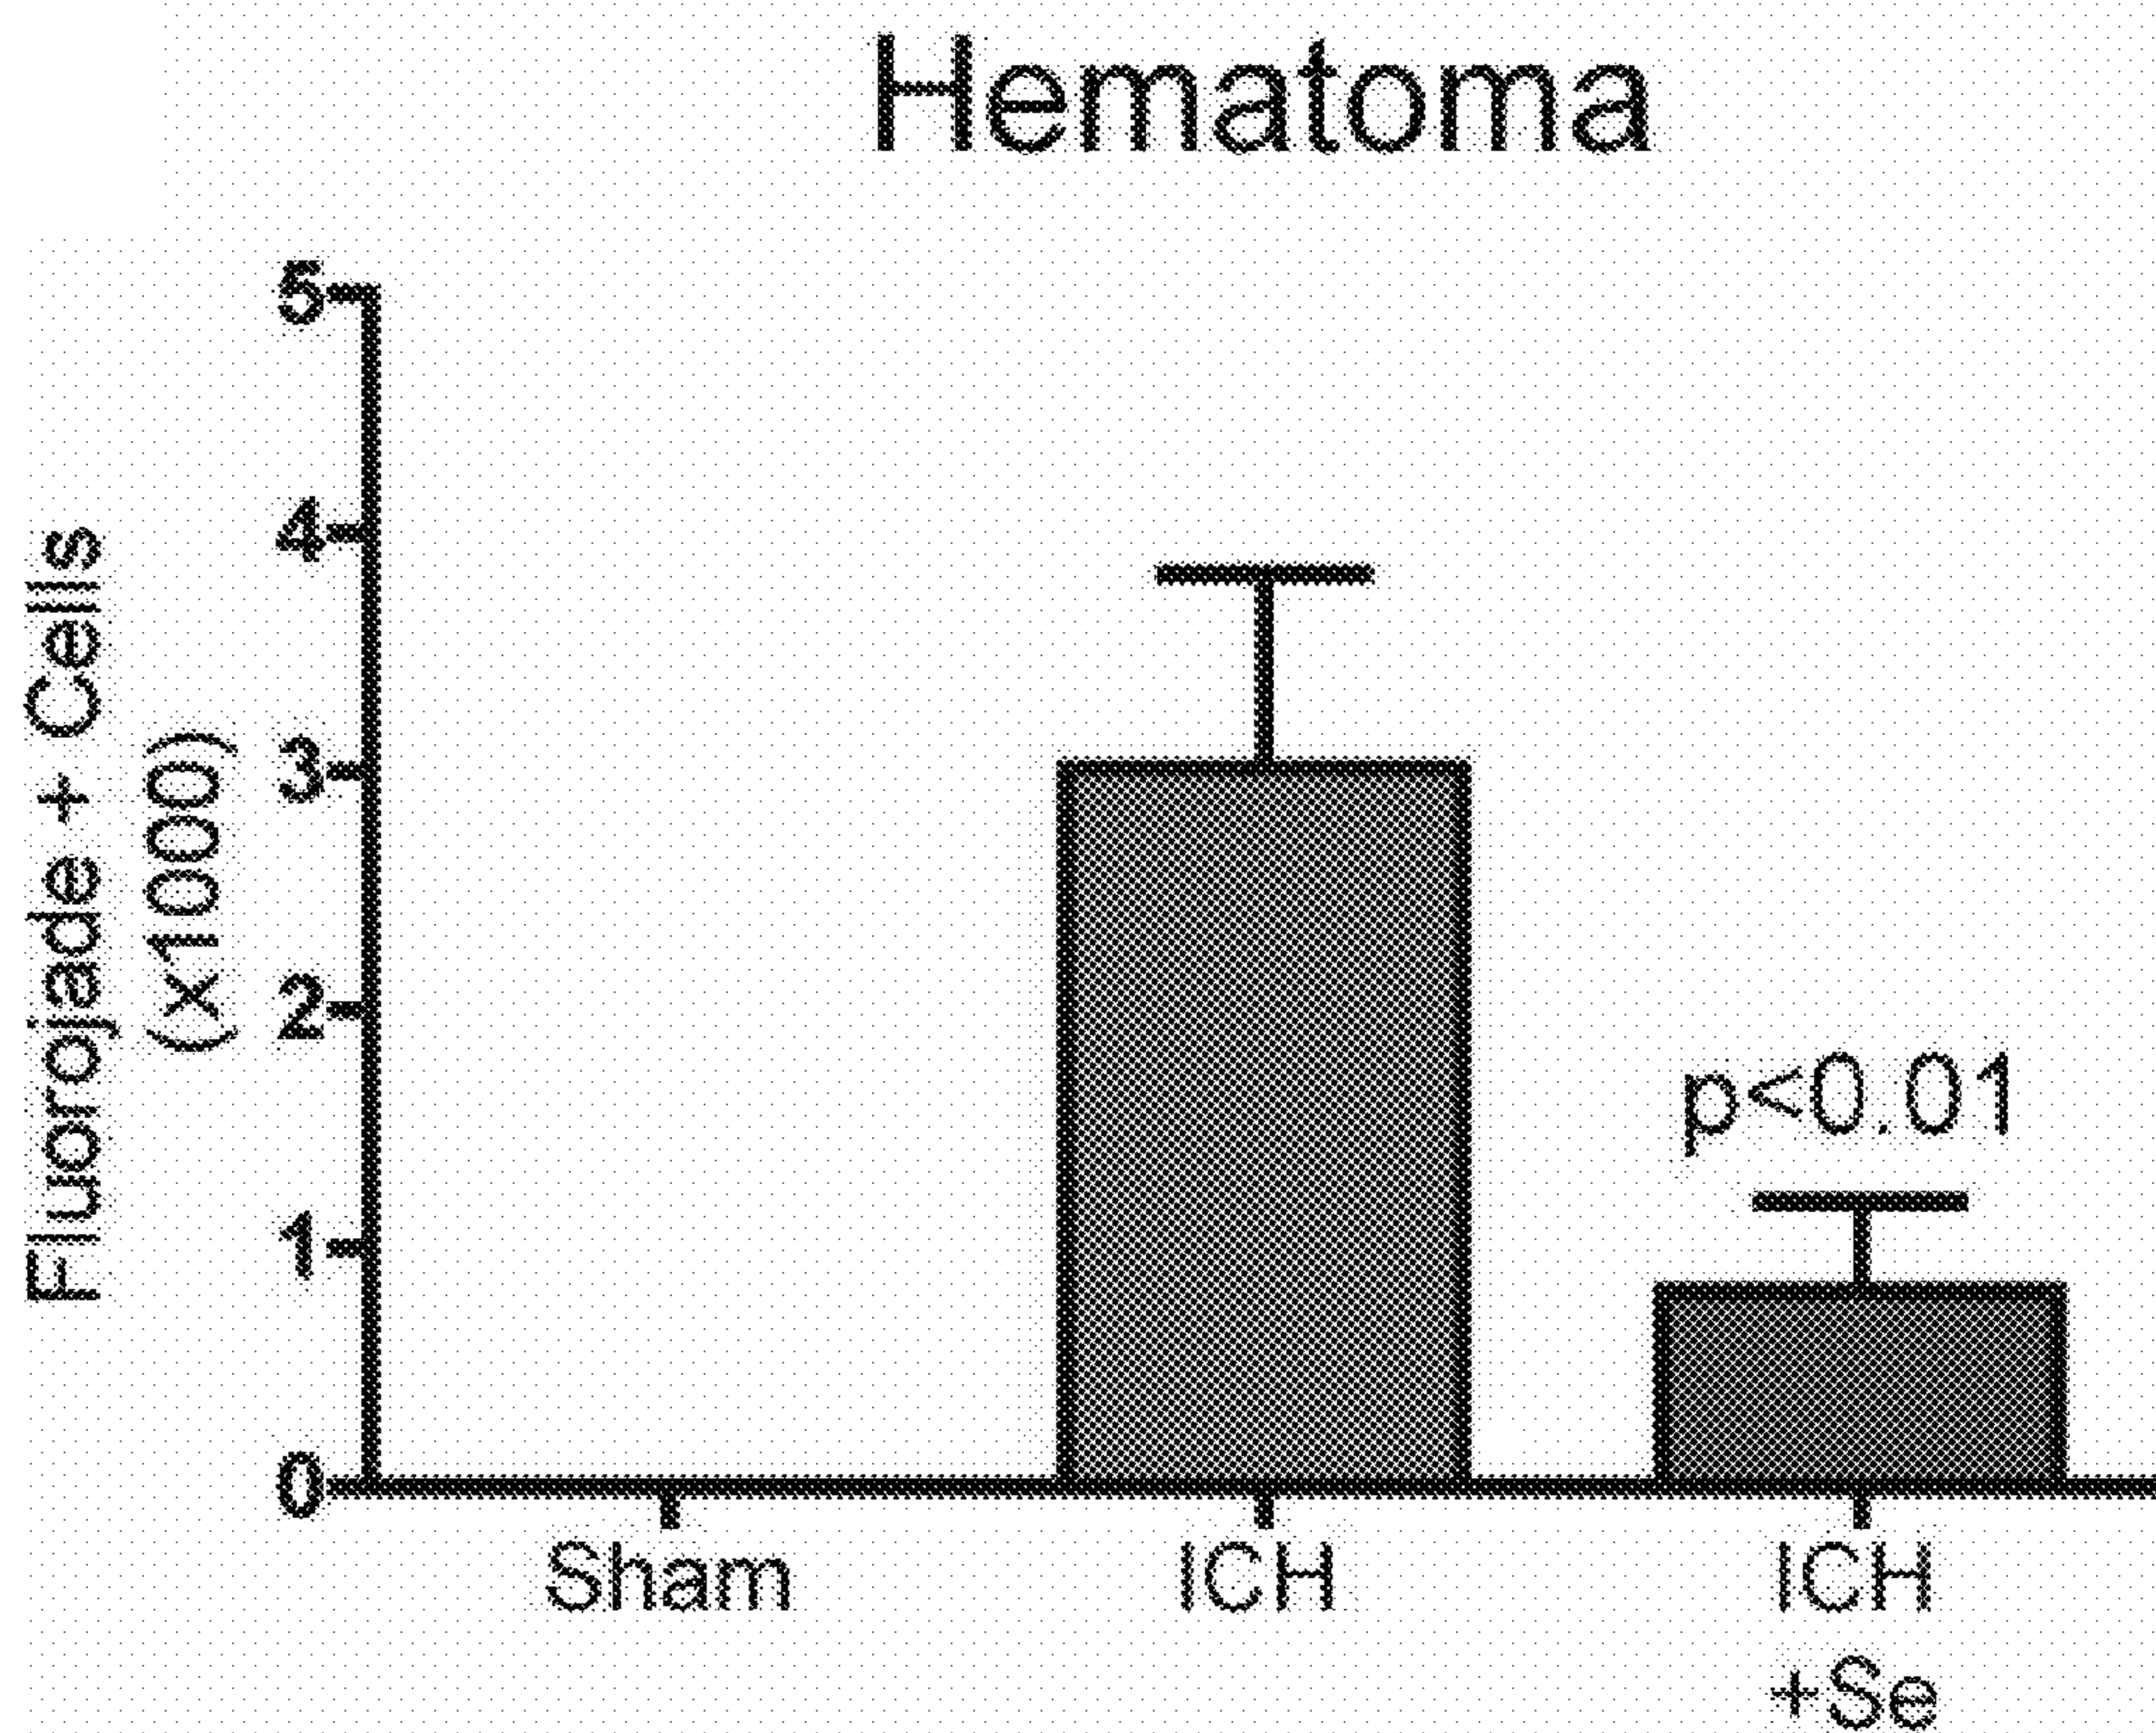 Hematoma
Fluorojade + Cells
(x1000)
5
4
3
2
1
0
p<0.01
Sham
ICH
ICH
+Se